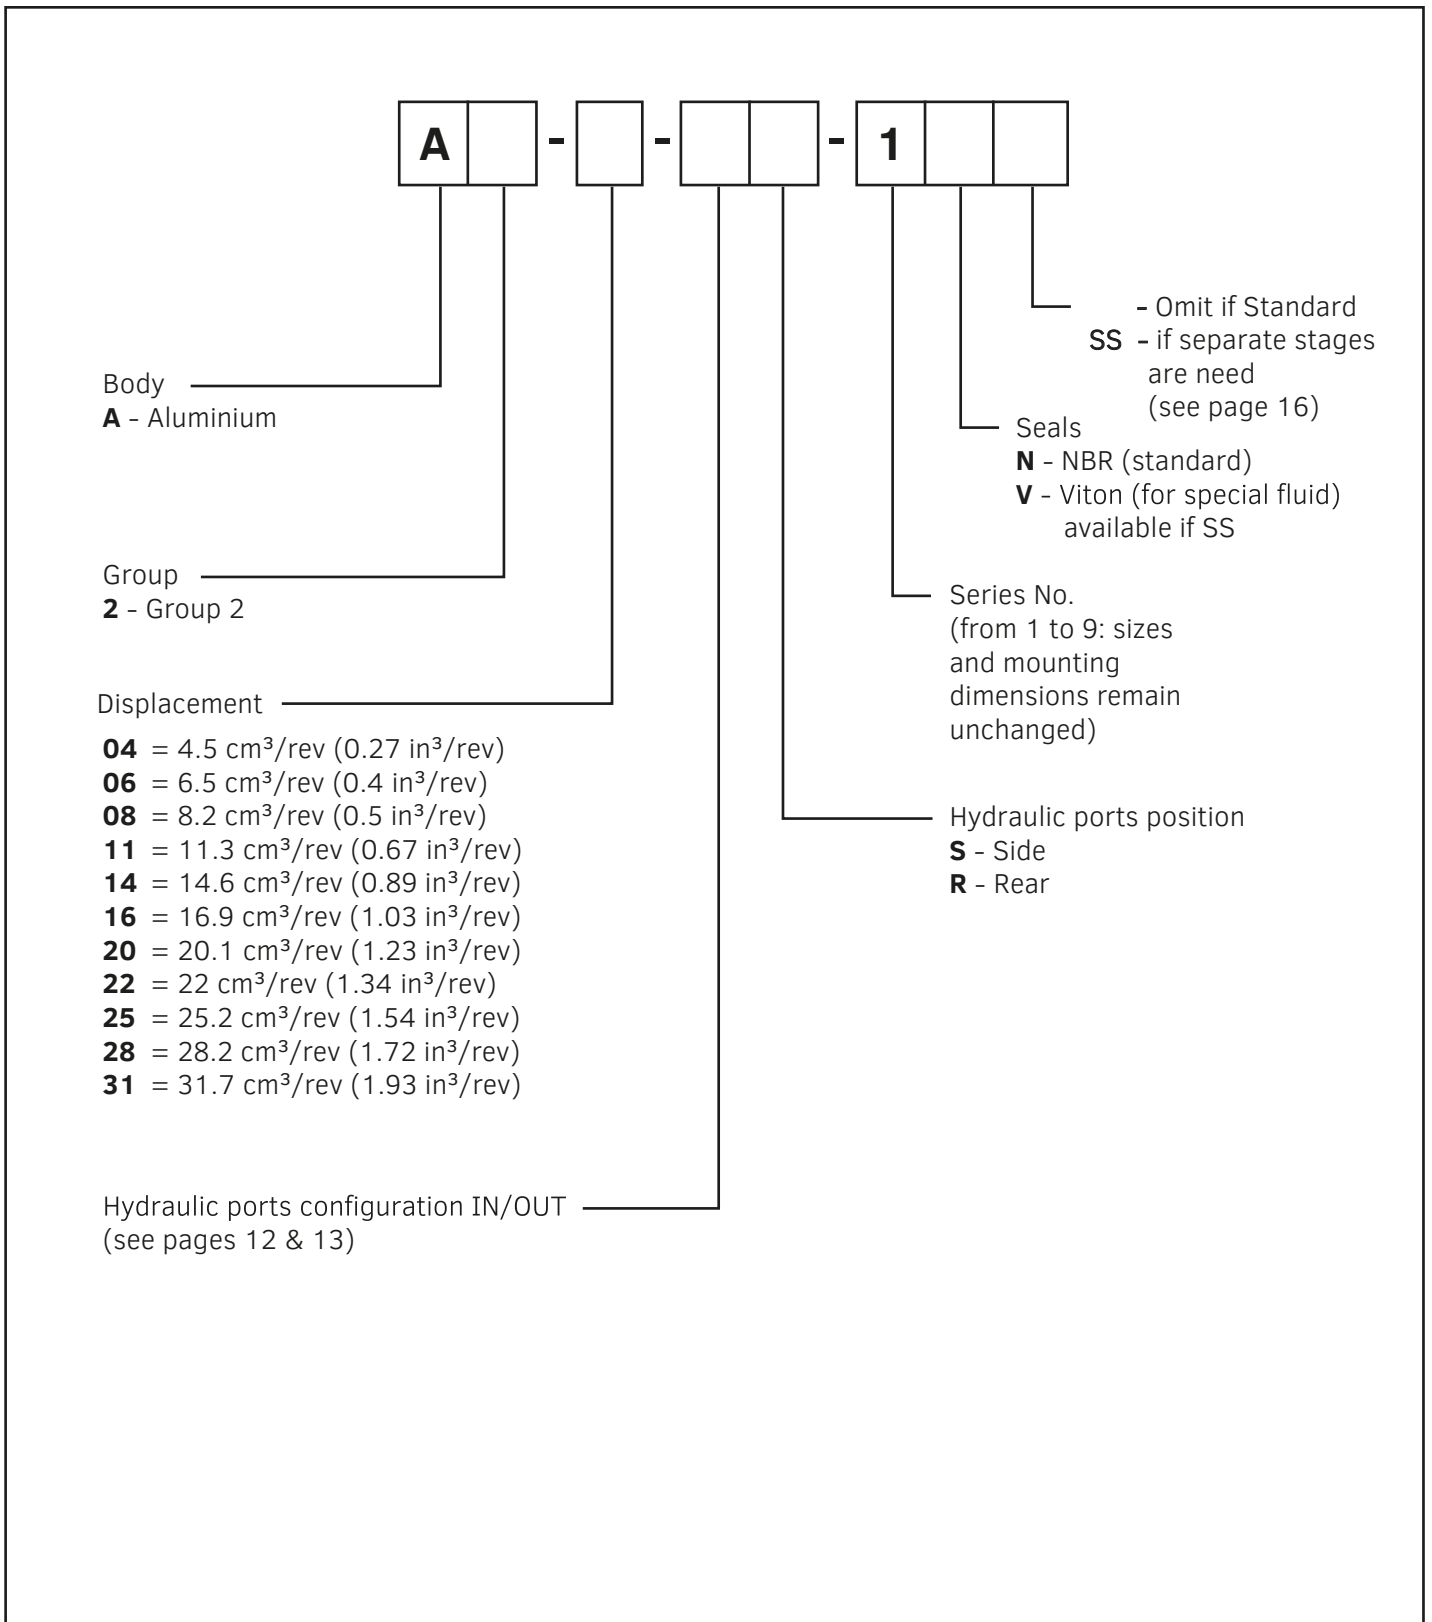 A - - - 1
- Omit if Standard
SS - if separate stages
are need
(see page 16)
Body
A - Aluminium
Seals
N - NBR (standard)
V - Viton (for special fluid)
available if SS
Group
2 - Group 2
Series No.
(from 1 to 9: sizes
and mounting
dimensions remain
unchanged)
Displacement
04 = 4.5 cm³/rev (0.27 in³/rev)
06 = 6.5 cm³/rev (0.4 in³/rev)
08 = 8.2 cm³/rev (0.5 in³/rev)
11 = 11.3 cm³/rev (0.67 in³/rev)
14 = 14.6 cm³/rev (0.89 in³/rev)
16 = 16.9 cm³/rev (1.03 in³/rev)
20 = 20.1 cm³/rev (1.23 in³/rev)
22 = 22 cm³/rev (1.34 in³/rev)
25 = 25.2 cm³/rev (1.54 in³/rev)
28 = 28.2 cm³/rev (1.72 in³/rev)
31 = 31.7 cm³/rev (1.93 in³/rev)
Hydraulic ports position
S - Side
R - Rear
Hydraulic ports configuration IN/OUT
(see pages 12 & 13)